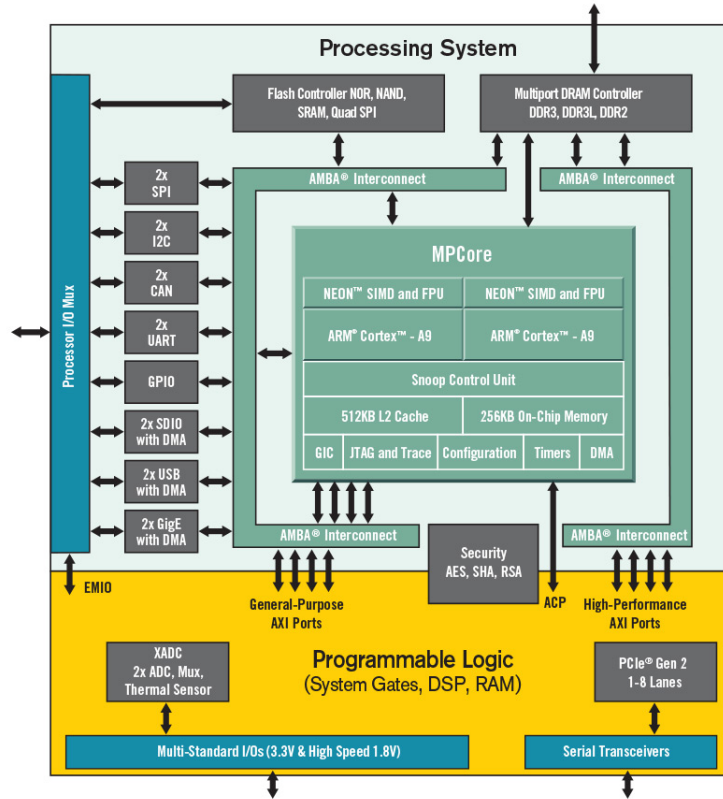 Processing System
Flash Controller NOR, NAND,
SRAM, Quad SPI
Multiport DRAM Controller
DDR3, DDR3L, DDR2
Processor I/O Mux
2x
SPI
2x
I2C
2x
CAN
2x
UART
GPIO
2x SDIO
with DMA
2x USB
with DMA
2x GigE
with DMA
AMBA® Interconnect
AMBA® Interconnect
MPCore
NEON™ SIMD and FPU
NEON™ SIMD and FPU
ARM® Cortex™ - A9
ARM® Cortex™ - A9
Snoop Control Unit
512KB L2 Cache
256KB On-Chip Memory
GIC
JTAG and Trace
Configuration
Timers
DMA
AMBA® Interconnect
AMBA® Interconnect
Security
AES, SHA, RSA
EMIO
General-Purpose
AXI Ports
ACP
High-Performance
AXI Ports
XADC
2x ADC, Mux,
Thermal Sensor
Programmable Logic
(System Gates, DSP, RAM)
PCIe® Gen 2
1-8 Lanes
Multi-Standard I/Os (3.3V & High Speed 1.8V)
Serial Transceivers